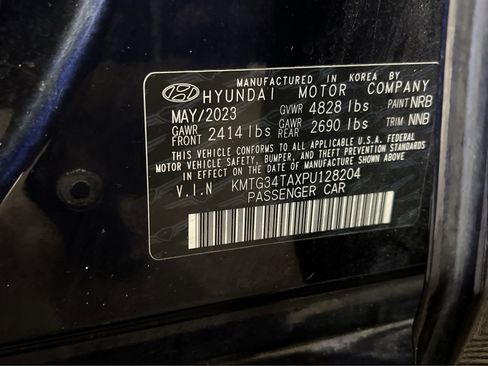 MANUFACTURED IN KOREA BY
HYUNDAI MOTOR COMPANY
MAY/2023 GVWR 4828 lbs PAINT NRB
GAWR FRONT 2414 lbs GAWR REAR 2690 lbs TRIM NNB
THIS VEHICLE CONFORMS TO ALL APPLICABLE U.S.A. FEDERAL
MOTOR VEHICLE SAFETY, BUMPER, AND THEFT PREVENTION STANDARDS
IN EFFECT ON THE DATE OF MANUFACTURE SHOWN ABOVE.
V.I.N KMTG34TAXPU128204
PASSENGER CAR